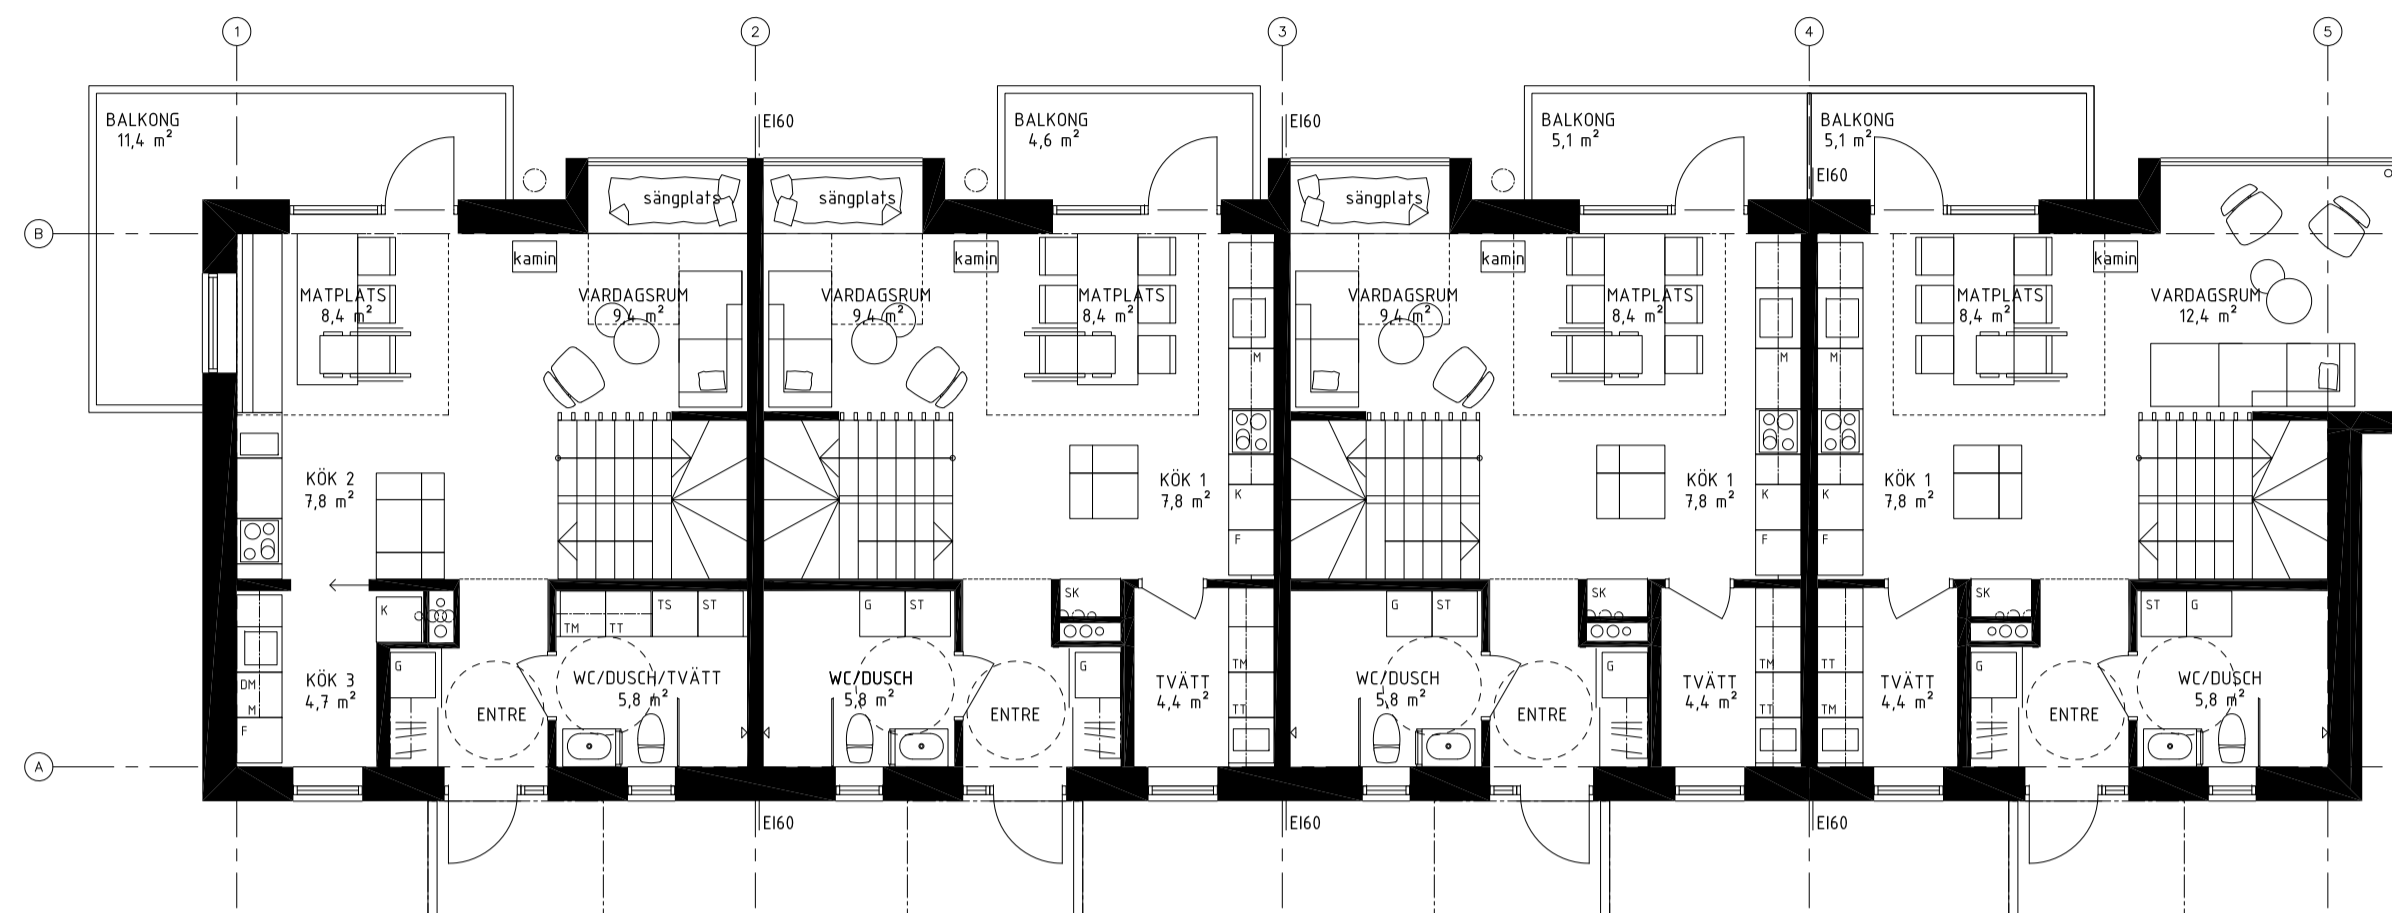 1
2
3
4
5
BALKONG
11,4 m²
EI60
BALKONG
4,6 m²
EI60
BALKONG
5,1 m²
BALKONG
5,1 m²
EI60
sängplats
sängplats
sängplats
B
kamin
kamin
kamin
kamin
MATPLATS
8,4 m²
VARDAGSRUM
9,4 m²
VARDAGSRUM
9,4 m²
MATPLATS
8,4 m²
VARDAGSRUM
9,4 m²
MATPLATS
8,4 m²
MATPLATS
8,4 m²
VARDAGSRUM
12,4 m²
M
M
M
KÖK 2
7,8 m²
KÖK 1
7,8 m²
K
F
KÖK 1
7,8 m²
K
F
K
F
KÖK 1
7,8 m²
K
TM
TT
TS
ST
G
ST
SK
G
ST
SK
SK
ST
G
G
G
G
G
KÖK 3
4,7 m²
DM
M
F
ENTRE
WC/DUSCH/TVÄTT
5,8 m²
WC/DUSCH
5,8 m²
ENTRE
TVÄTT
4,4 m²
TM
TT
WC/DUSCH
5,8 m²
ENTRE
TVÄTT
4,4 m²
TM
TT
TT
TM
TVÄTT
4,4 m²
ENTRE
WC/DUSCH
5,8 m²
A
EI60
EI60
EI60